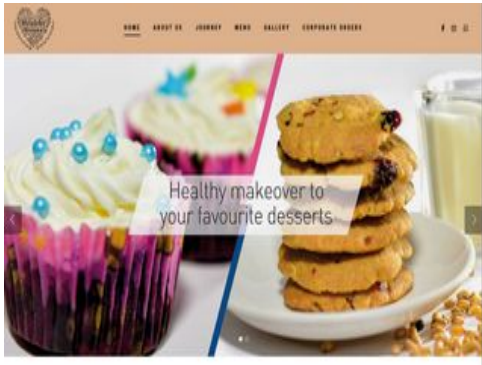 HOME ABOUT US JOURNEY MENU GALLERY CORPORATE ORDERS
Healthy makeover to
your favourite desserts